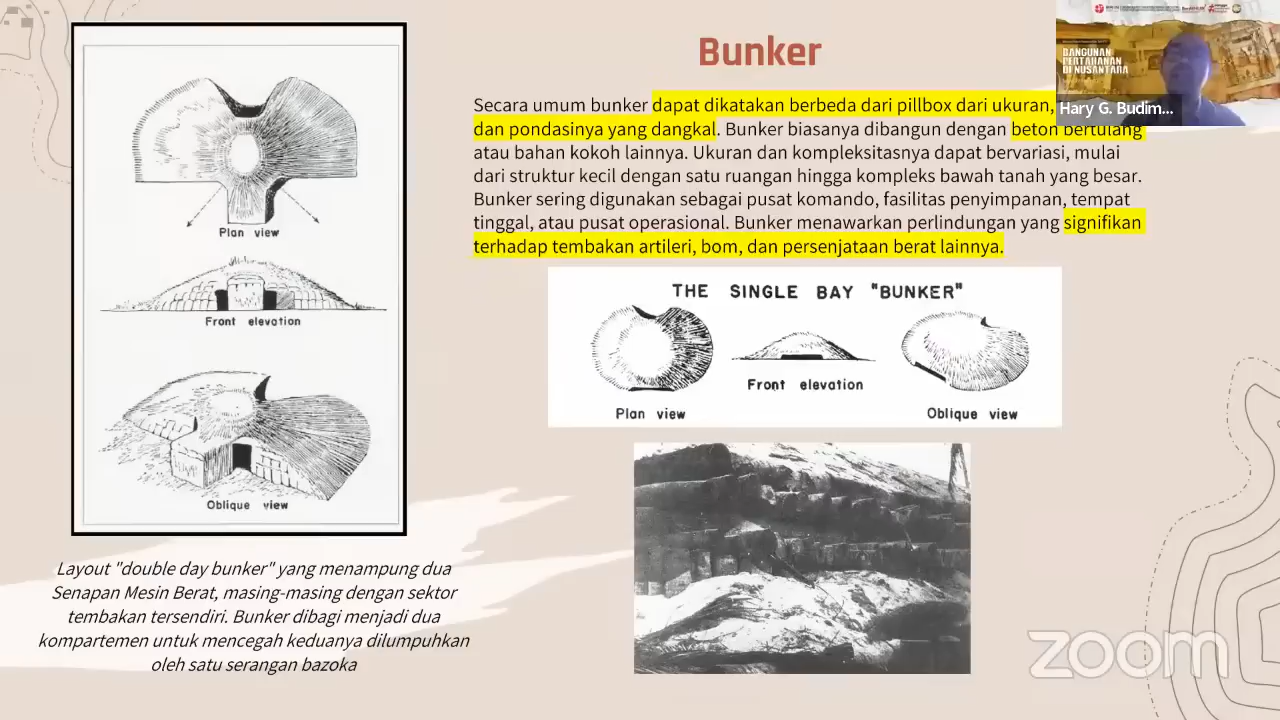 Bunker
BANGUNAN
PERTAHANAN
DI NUSANTARA
Hary G. Budim...
Secara umum bunker dapat dikatakan berbeda dari pillbox dari ukuran,
dan pondasinya yang dangkal. Bunker biasanya dibangun dengan beton bertulang
atau bahan kokoh lainnya. Ukuran dan kompleksitasnya dapat bervariasi, mulai
dari struktur kecil dengan satu ruangan hingga kompleks bawah tanah yang besar.
Bunker sering digunakan sebagai pusat komando, fasilitas penyimpanan, tempat
tinggal, atau pusat operasional. Bunker menawarkan perlindungan yang signifikan
terhadap tembakan artileri, bom, dan persenjataan berat lainnya.
Plan view
Front elevation
Oblique view
THE SINGLE BAY "BUNKER"
Plan view
Front elevation
Oblique view
Layout "double day bunker" yang menampung dua
Senapan Mesin Berat, masing-masing dengan sektor
tembakan tersendiri. Bunker dibagi menjadi dua
kompartemen untuk mencegah keduanya dilumpuhkan
oleh satu serangan bazoka
zoom